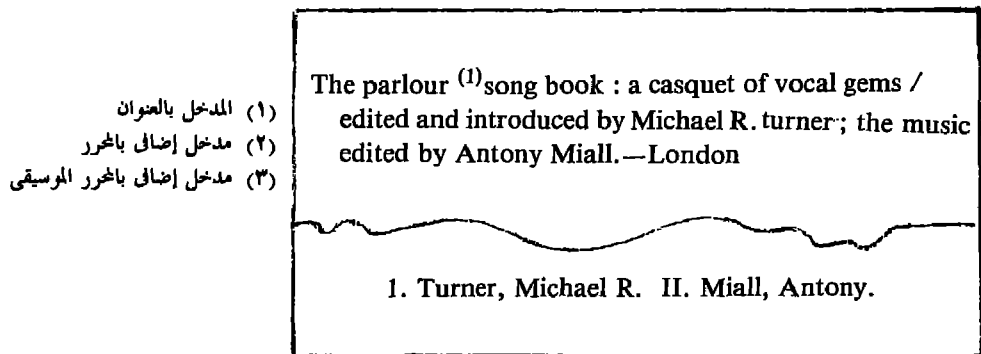 The parlour (1)song book : a casquet of vocal gems /
edited and introduced by Michael R. turner ; the music
edited by Antony Miall.—London
(١) المدخل بالعنوان
(٢) مدخل إضافى بالمحرر
(٣) مدخل إضافى بالمحرر الموسيقى
1. Turner, Michael R. II. Miall, Antony.